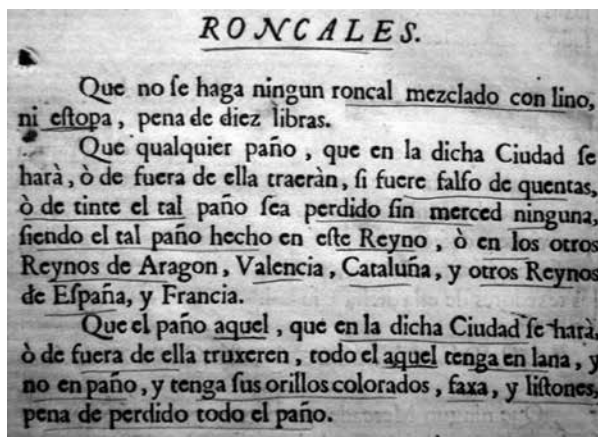 RONCALES.
Que no ſe haga ningun roncal mezclado con lino,
ni eſtopa, pena de diez libras.
Que qualquier paño, que en la dicha Ciudad ſe
harà, ò de fuera de ella traeràn, ſi fuere falſo de quentas,
ò de tinte el tal paño ſea perdido ſin merced ninguna,
ſiendo el tal paño hecho en eſte Reyno, ò en los otros
Reynos de Aragon, Valencia, Cataluña, y otros Reynos
de Eſpaña, y Francia.
Que el paño aquel, que en la dicha Ciudad ſe harà,
ò de fuera de ella truxeren, todo el aquel tenga en lana, y
no en paño, y tenga ſus orillos colorados, faxa, y liſtones,
pena de perdido todo el paño.